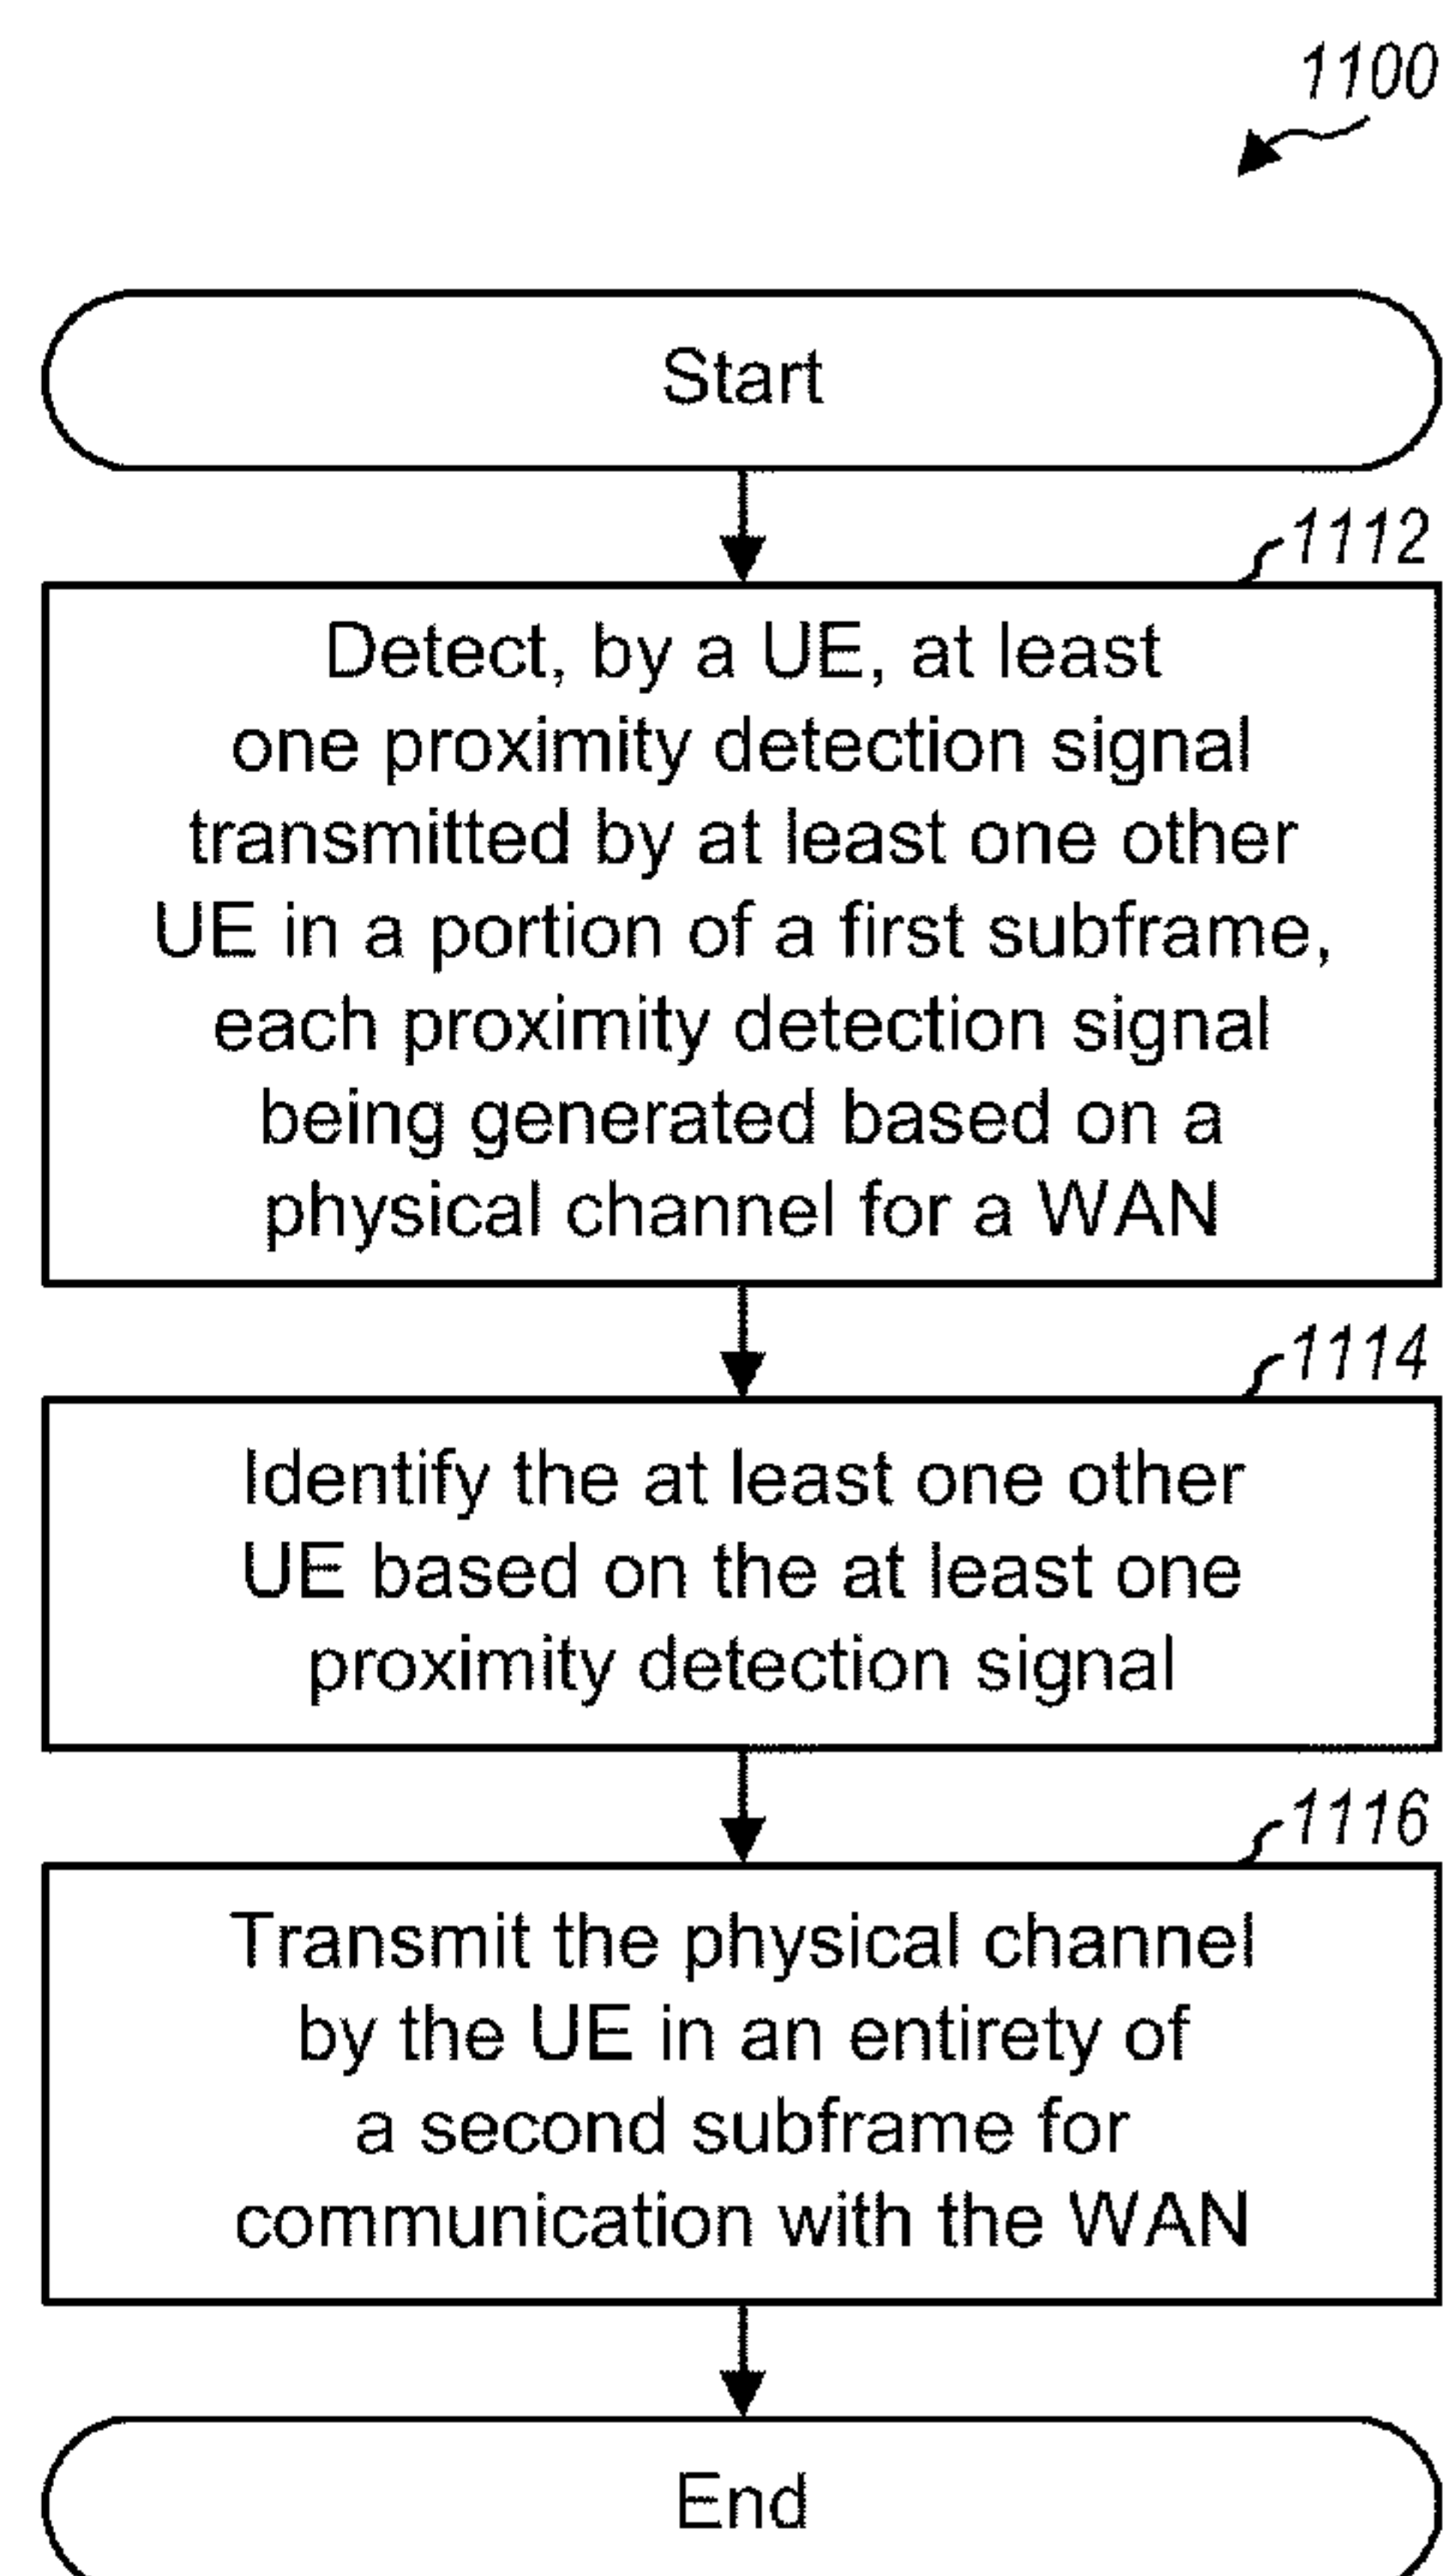 1100
Start
1112
Detect, by a UE, at least
one proximity detection signal
transmitted by at least one other
UE in a portion of a first subframe,
each proximity detection signal
being generated based on a
physical channel for a WAN
1114
Identify the at least one other
UE based on the at least one
proximity detection signal
1116
Transmit the physical channel
by the UE in an entirety of
a second subframe for
communication with the WAN
End